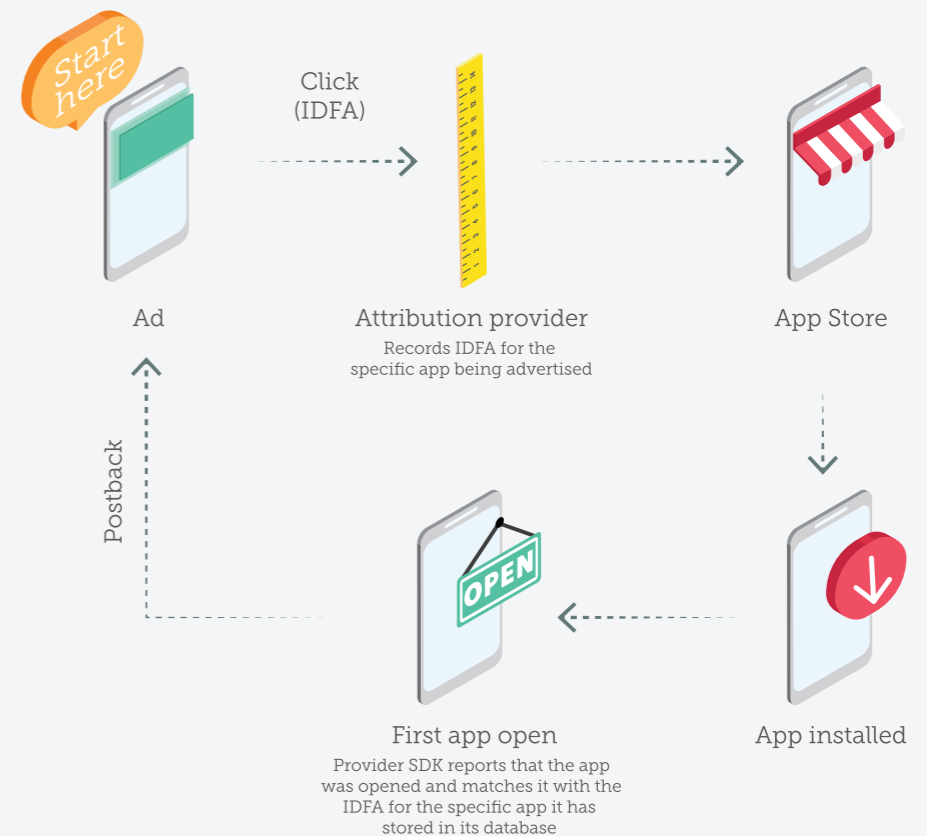 Start
here
Click
(IDFA)
Ad
Attribution provider
Records IDFA for the
specific app being advertised
App Store
Postback
OPEN
First app open
Provider SDK reports that the app
was opened and matches it with the
IDFA for the specific app it has
stored in its database
App installed